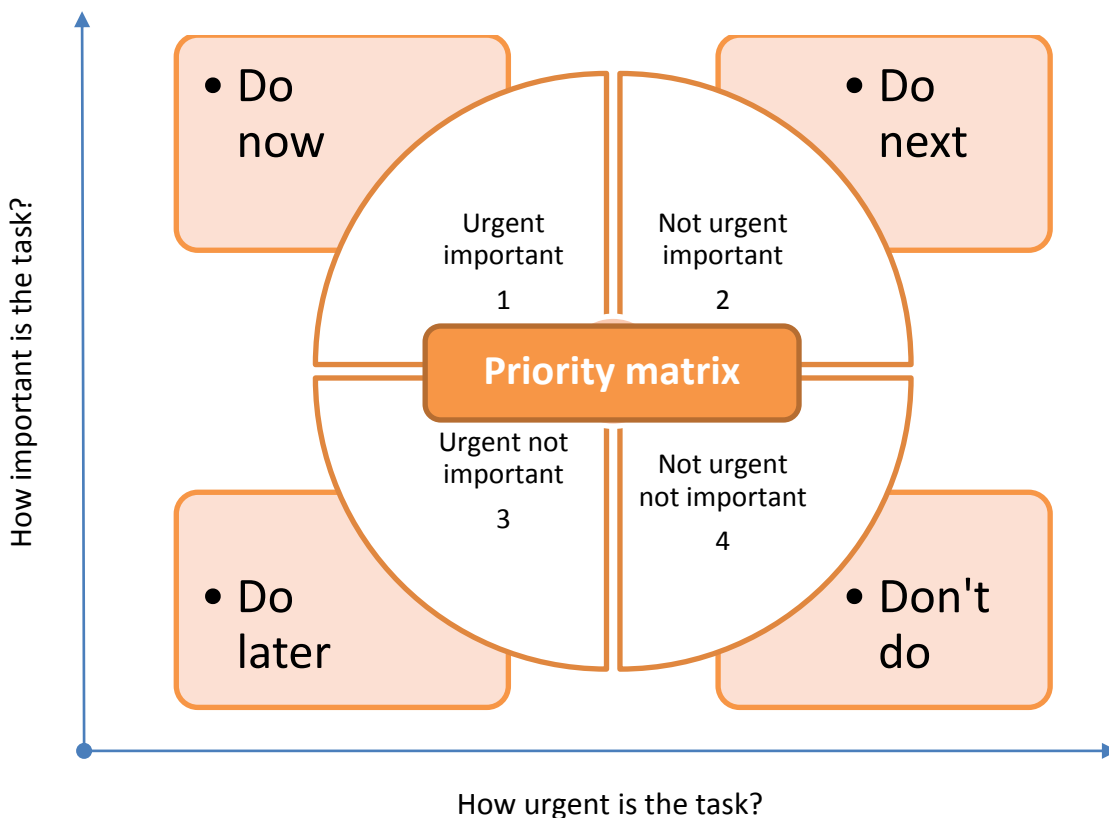 • Do
now
• Do
next
How important is the task?
Urgent
important
1
Not urgent
important
2
Priority matrix
Urgent not
important
3
Not urgent
not important
4
• Do
later
• Don't
do
How urgent is the task?